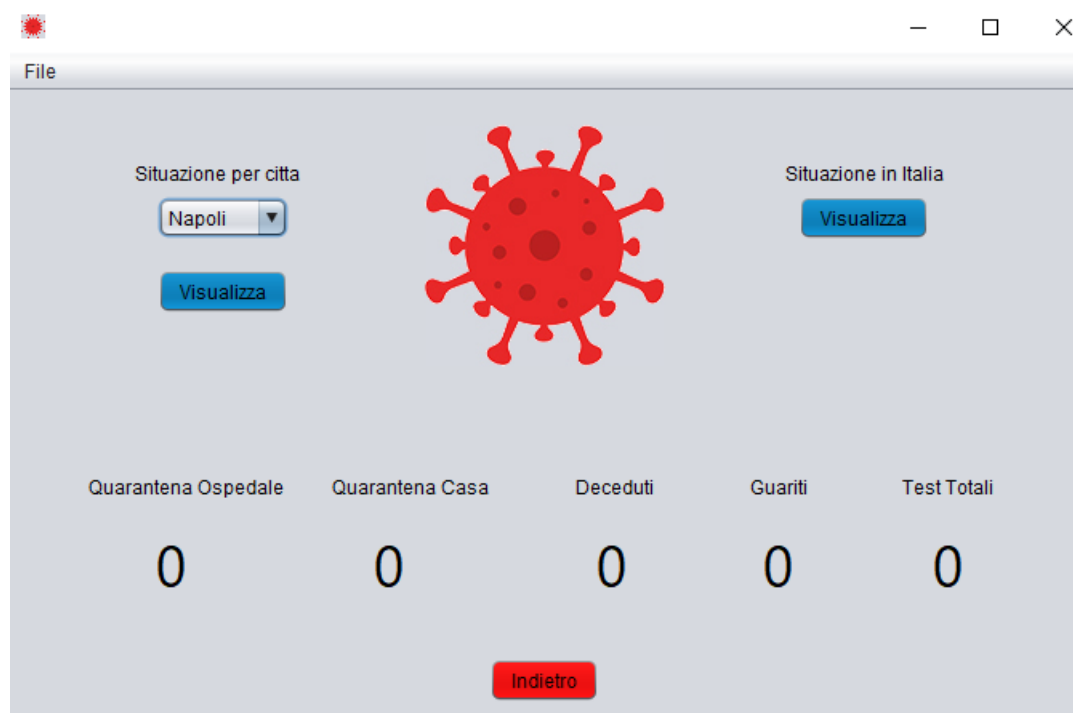 File
Situazione per citta
Situazione in Italia
Napoli
Visualizza
Visualizza
Quarantena Ospedale
Quarantena Casa
Deceduti
Guariti
Test Totali
0
0
0
0
0
Indietro